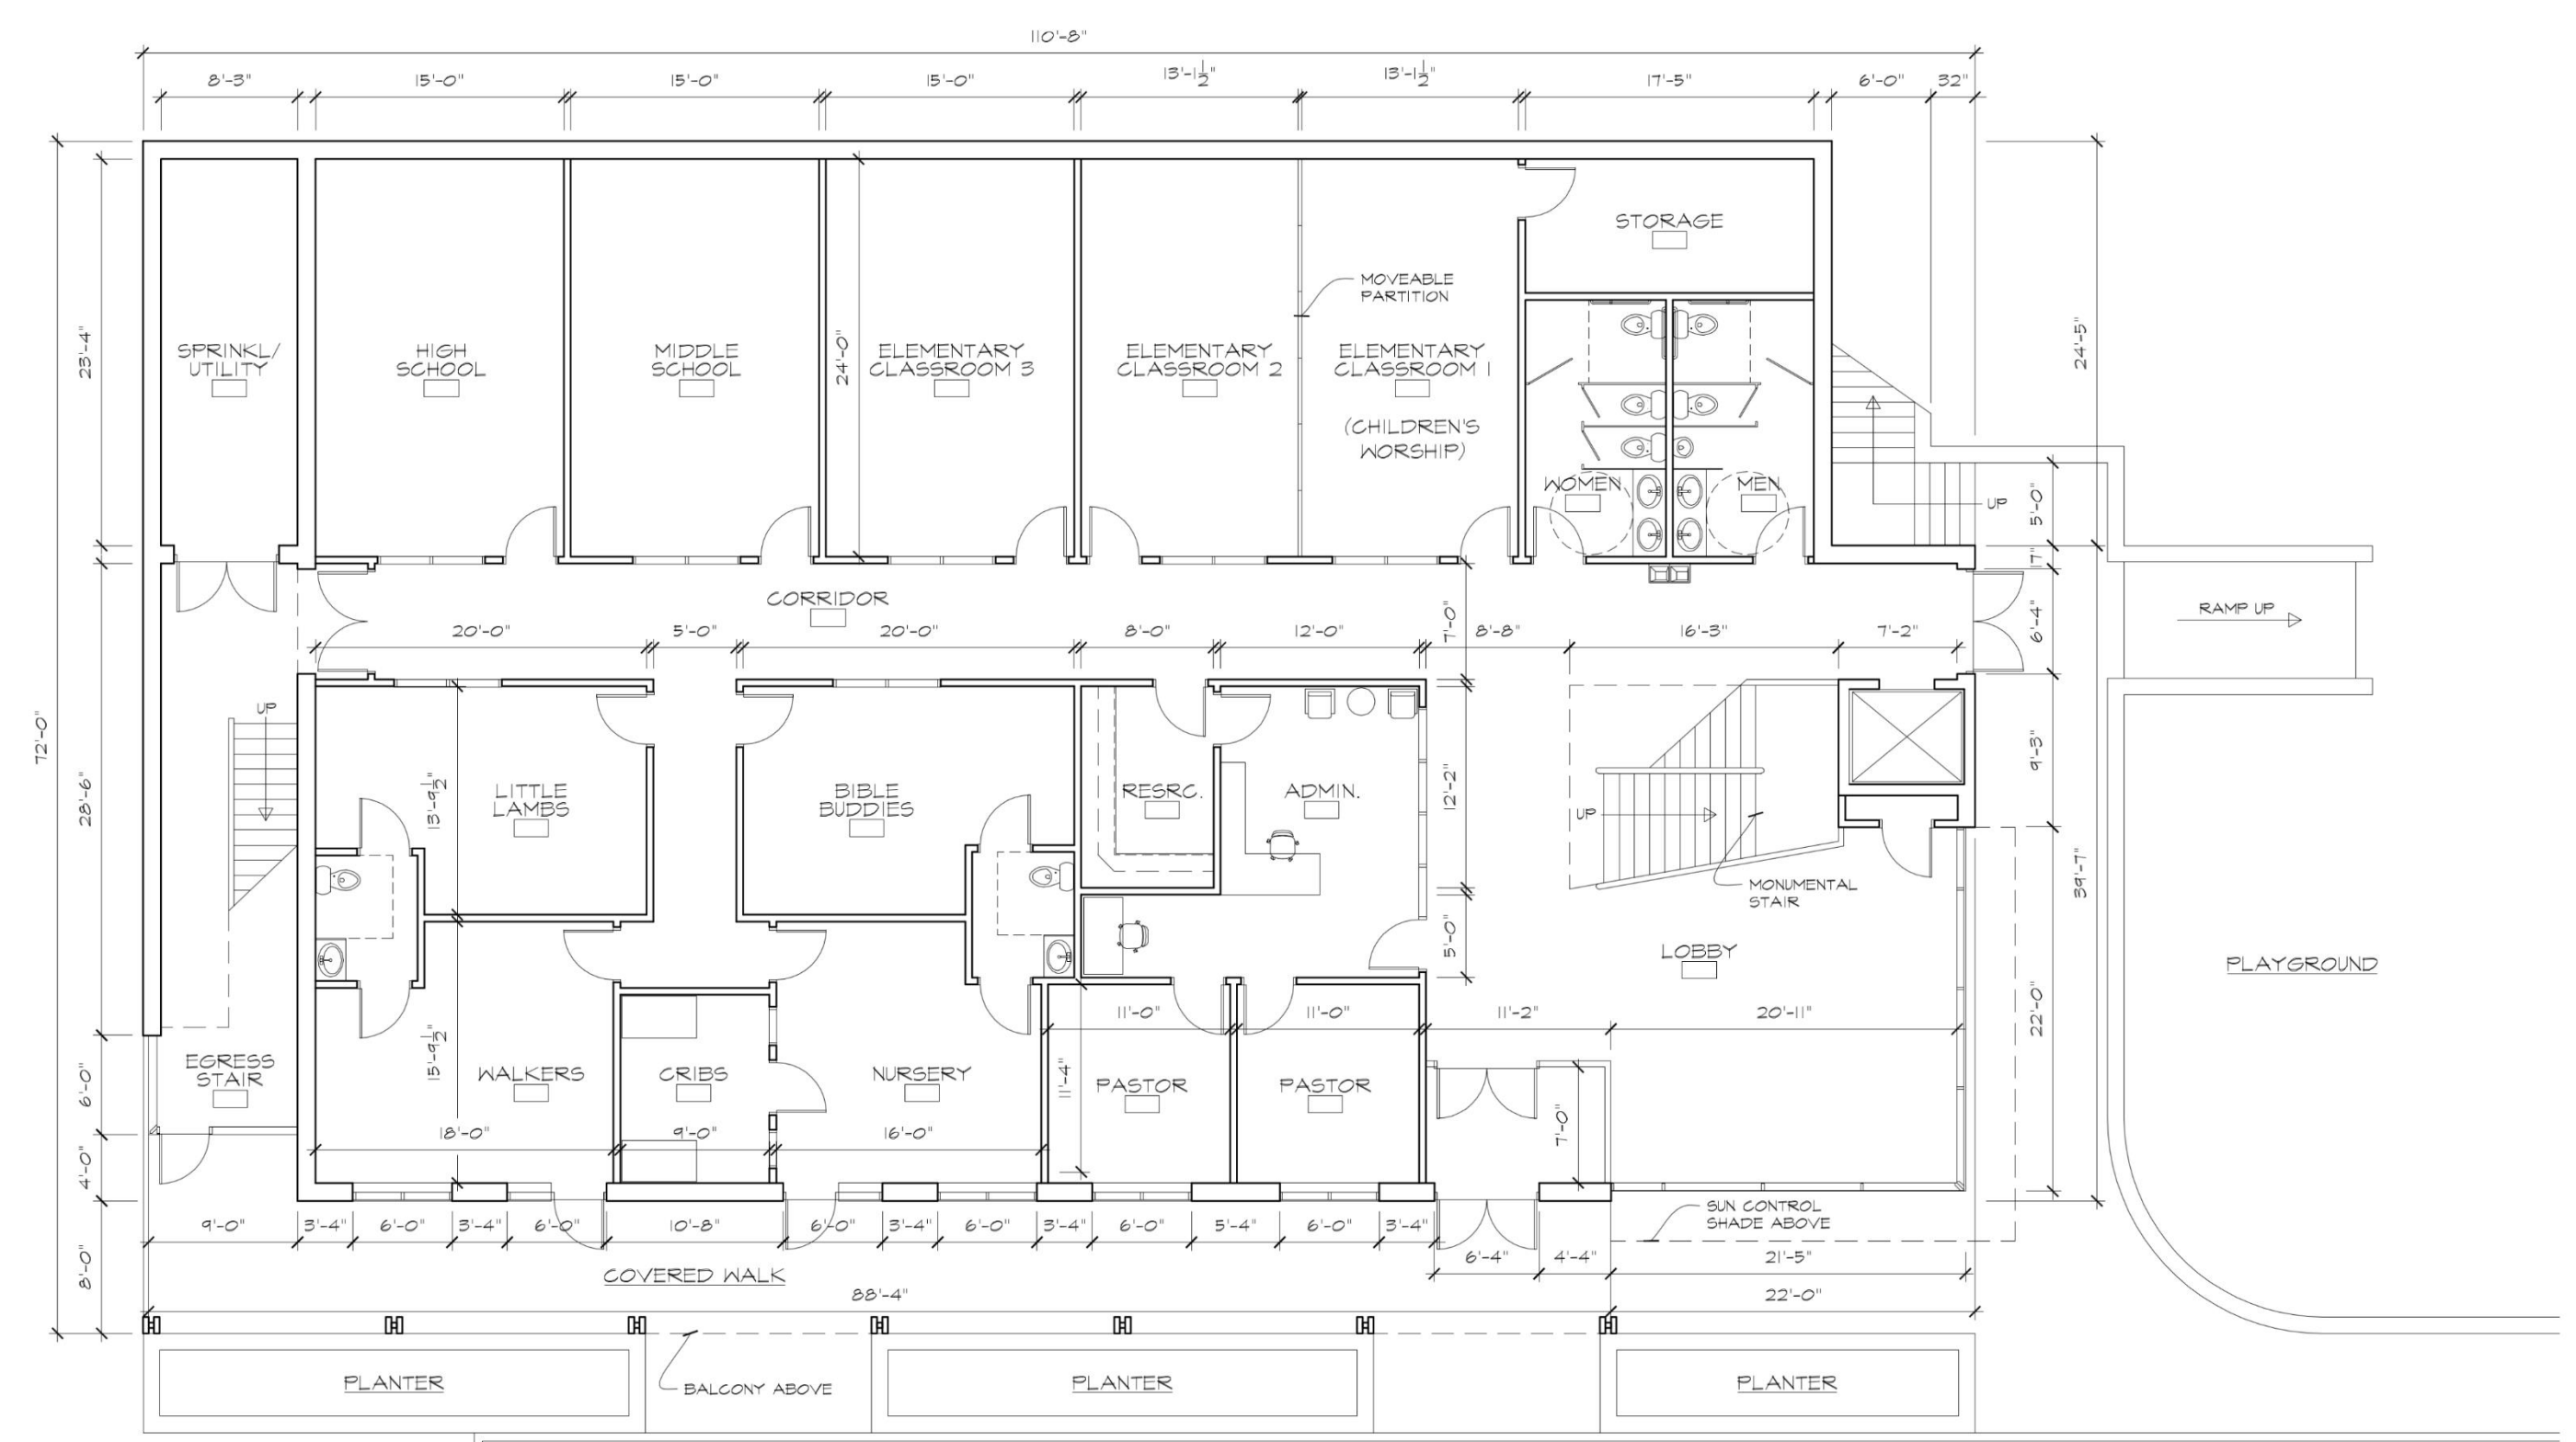 110'-8"
8'-3"
15'-0"
15'-0"
15'-0"
13'-1½"
13'-1½"
17'-5"
6'-0"
32"
STORAGE
MOVEABLE
PARTITION
23'-4"
24'-0"
24'-5"
SPRINKL/
UTILITY
HIGH
SCHOOL
MIDDLE
SCHOOL
ELEMENTARY
CLASSROOM 3
ELEMENTARY
CLASSROOM 2
ELEMENTARY
CLASSROOM 1
(CHILDREN'S
WORSHIP)
WOMEN
MEN
UP
5'-0"
17"
CORRIDOR
RAMP UP
6'-4"
20'-0"
5'-0"
20'-0"
8'-0"
12'-0"
7'-0"
8'-8"
16'-3"
7'-2"
UP
72'-0"
28'-6"
13'-9½"
LITTLE
LAMBS
BIBLE
BUDDIES
RESRC.
ADMIN.
12'-2"
UP
9'-3"
39'-7"
MONUMENTAL
STAIR
5'-0"
LOBBY
PLAYGROUND
11'-0"
11'-0"
11'-2"
20'-11"
22'-0"
EGRESS
STAIR
15'-9½"
WALKERS
CRIBS
NURSERY
11'-4"
PASTOR
PASTOR
6'-0"
7'-0"
18'-0"
9'-0"
16'-0"
4'-0"
9'-0"
3'-4"
6'-0"
3'-4"
6'-0"
10'-8"
6'-0"
3'-4"
6'-0"
3'-4"
6'-0"
5'-4"
6'-0"
3'-4"
SUN CONTROL
SHADE ABOVE
8'-0"
6'-4"
4'-4"
21'-5"
COVERED WALK
88'-4"
22'-0"
PLANTER
BALCONY ABOVE
PLANTER
PLANTER